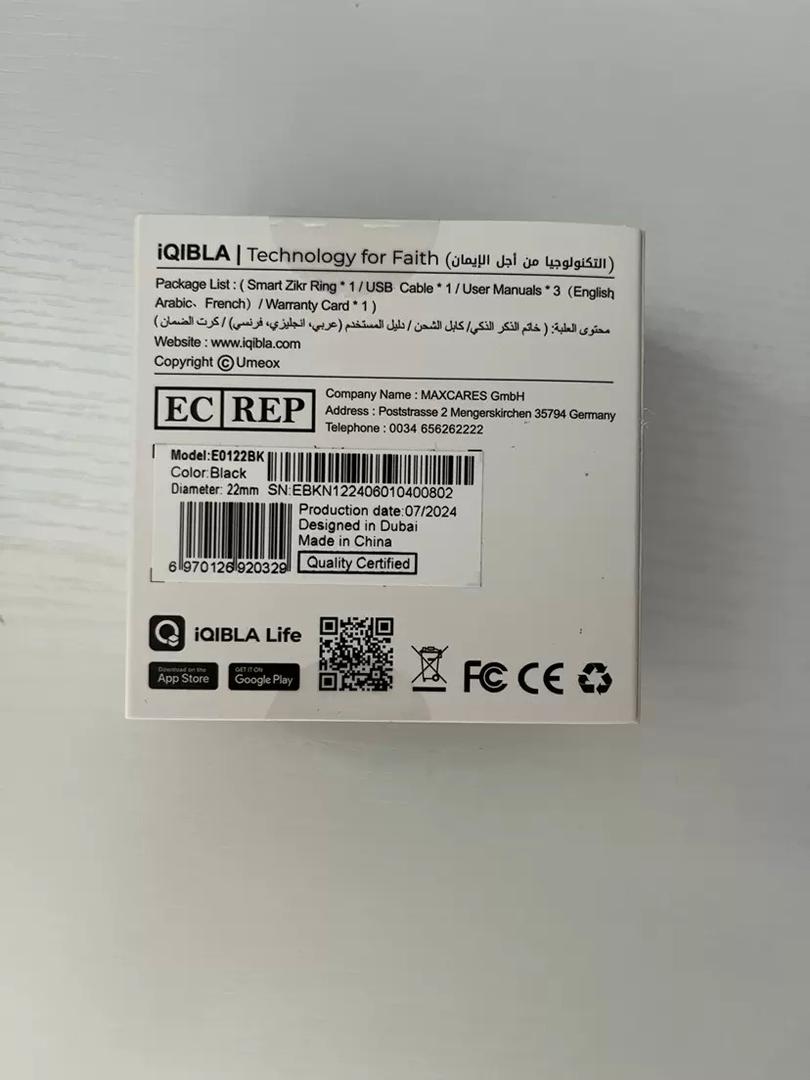 iQIBLA | Technology for Faith (التكنولوجيا من أجل الإيمان)
Package List : ( Smart Zikr Ring * 1 / USB Cable * 1 / User Manuals * 3（English
Arabic、French）/ Warranty Card * 1 )
محتوى العلبة: ( خاتم الذكر الذكي/ كابل الشحن / دليل المستخدم (عربي، انجليزي، فرنسي) / كرت الضمان )
Website : www.iqibla.com
Copyright © Umeox
EC REP
Company Name : MAXCARES GmbH
Address : Poststrasse 2 Mengerskirchen 35794 Germany
Telephone : 0034 656262222
Model:E0122BK
Color:Black
Diameter: 22mm SN:EBKN122406010400802
Production date:07/2024
Designed in Dubai
Made in China
Quality Certified
6 970126 920329
iQIBLA Life
Download on the
App Store
GET IT ON
Google Play
FC CE